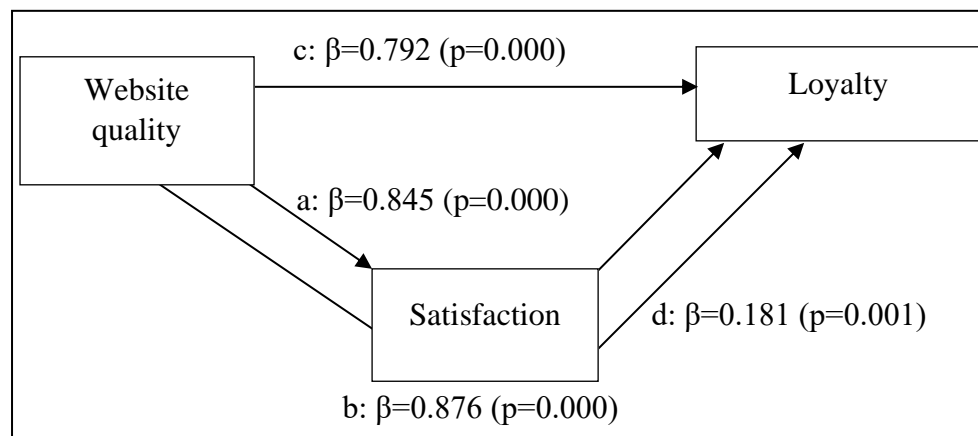 c: β=0.792 (p=0.000)
Website
quality
Loyalty
a: β=0.845 (p=0.000)
Satisfaction
d: β=0.181 (p=0.001)
b: β=0.876 (p=0.000)